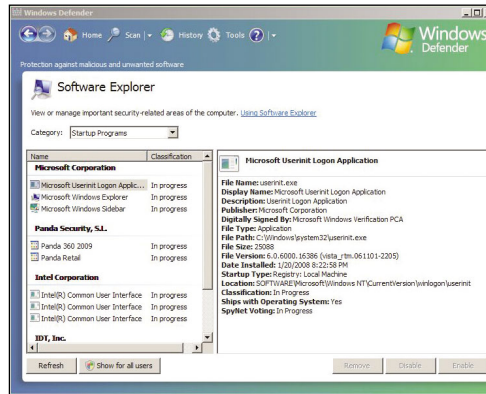 Windows Defender
Home Scan History Tools
Windows
Defender
Protection against malicious and unwanted software
Software Explorer
View or manage important security-related areas of the computer. Using Software Explorer
Category: Startup Programs
Name Classification
Microsoft Corporation
Microsoft Userinit Logon Applic... In progress
Microsoft Windows Explorer In progress
Microsoft Windows Sidebar In progress
Panda Security, S.L.
Panda 360 2009 In progress
Panda Retail In progress
Intel Corporation
Intel(R) Common User Interface In progress
Intel(R) Common User Interface In progress
Intel(R) Common User Interface In progress
IDT, Inc.
Microsoft Userinit Logon Application
File Name: userinit.exe
Display Name: Microsoft Userinit Logon Application
Description: Userinit Logon Application
Publisher: Microsoft Corporation
Digitally Signed By: Microsoft Windows Verification PCA
File Type: Application
File Path: C:\Windows\system32\userinit.exe
File Size: 25088
File Version: 6.0.6000.16386 (vista_rtm.061101-2205)
Date Installed: 1/20/2008 8:22:58 PM
Startup Type: Registry: Local Machine
Location: SOFTWARE\Microsoft\Windows NT\CurrentVersion\winlogon\userinit
Classification: In Progress
Ships with Operating System: Yes
SpyNet Voting: In Progress
Refresh Show for all users Remove Disable Enable